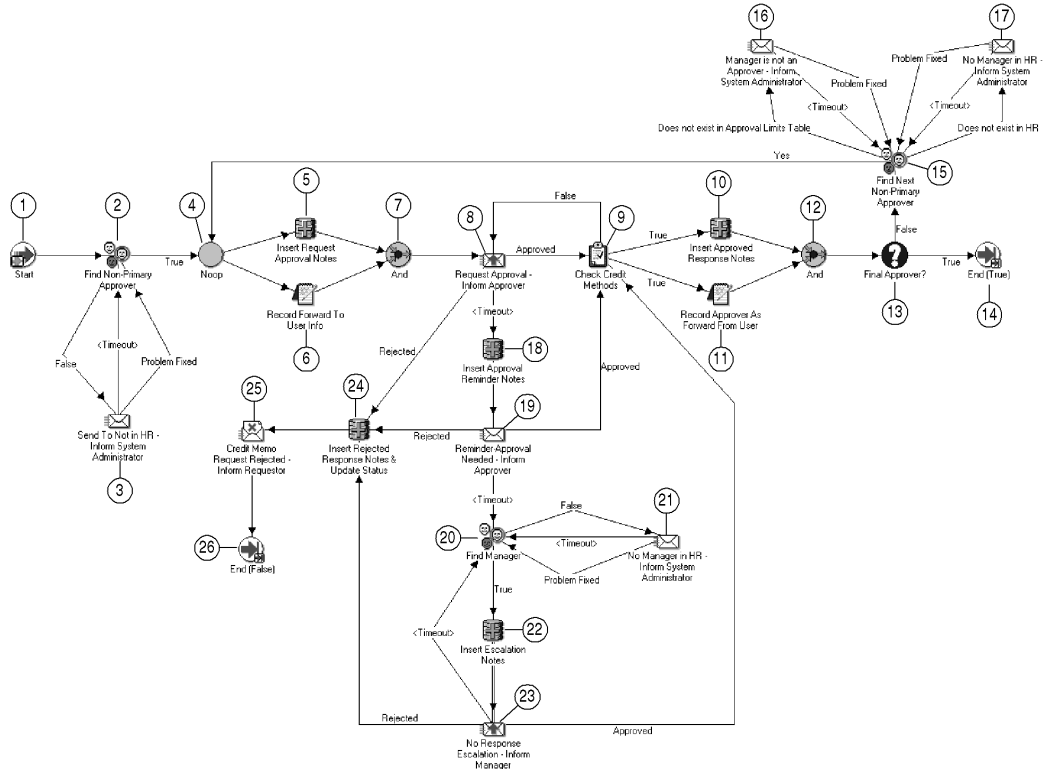 16
17
Manager is not an
Approver - Inform
System Administrator
No Manager in HR -
Inform System
Administrator
Problem Fixed
Problem Fixed
<Timeout>
<Timeout>
Does not exist in Approval Limits Table
Does not exist in HR
Yes
15
Find Next
Non-Primary
Approver
1
Start
2
Find Non-Primary
Approver
True
4
Noop
5
Insert Request
Approval Notes
Record Forward To
User Info
6
7
And
False
8
Request Approval -
Inform Approver
Approved
9
Check Credit
Methods
True
True
10
Insert Approved
Response Notes
Record Approver As
Forward From User
11
12
And
False
Final Approver?
13
True
End (True)
14
False
<Timeout>
Problem Fixed
Send To Not in HR -
Inform System
Administrator
3
<Timeout>
18
Insert Approval
Reminder Notes
Rejected
Approved
25
24
19
Credit Memo
Request Rejected -
Inform Requestor
Insert Rejected
Response Notes &
Update Status
Rejected
Reminder-Approval
Needed - Inform
Approver
26
End (False)
<Timeout>
20
Find Manager
False
21
<Timeout>
No Manager in HR -
Inform System
Administrator
Problem Fixed
True
<Timeout>
22
Insert Escalation
Notes
23
Rejected
Approved
No Response
Escalation - Inform
Manager